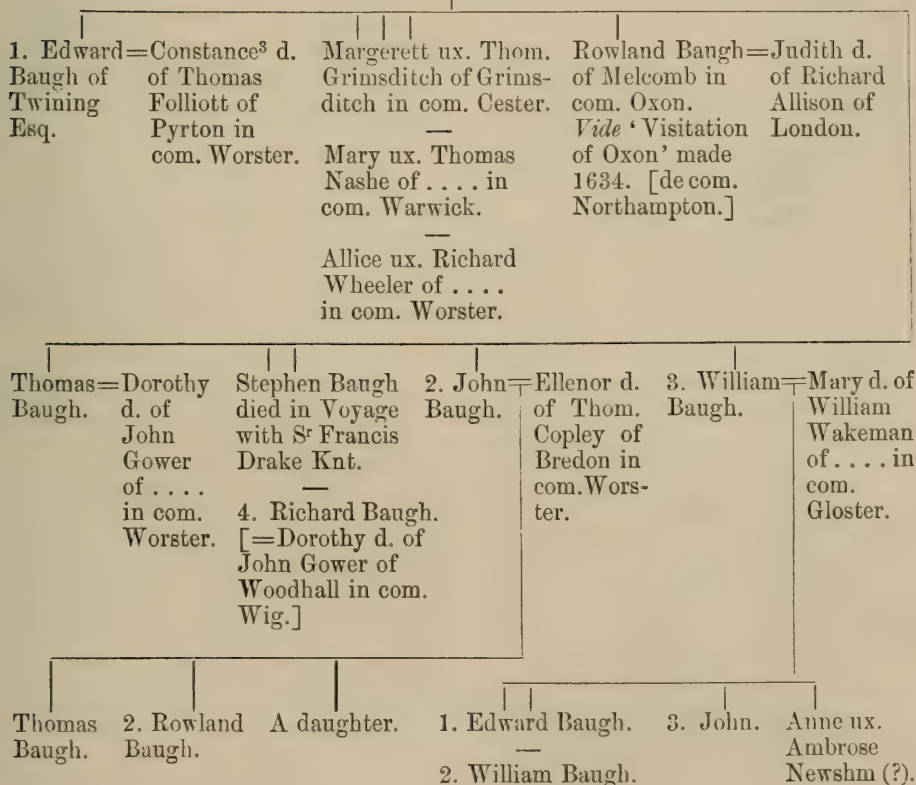 1. Edward=Constance³ d.
Baugh of
of Thomas
Twining
Folliott of
Esq.
Pyrton in
com. Worster.
Margerett ux. Thom.
Grimsditch of Grims-
ditch in com. Cester.
—
Mary ux. Thomas
Nashe of . . . . in
com. Warwick.
—
Allice ux. Richard
Wheeler of . . . .
in com. Worster.
Rowland Baugh=Judith d.
of Melcomb in
of Richard
com. Oxon.
Allison of
Vide ‘Visitation
London.
of Oxon’ made
1634. [de com.
Northampton.]
Thomas=Dorothy
Baugh.
d. of
John
Gower
of . . . .
in com.
Worster.
Stephen Baugh
died in Voyage
with Sʳ Francis
Drake Knt.
—
4. Richard Baugh.
[=Dorothy d. of
John Gower of
Woodhall in com.
Wig.]
2. John=Ellenor d.
Baugh.
of Thom.
Copley of
Bredon in
com.Wors-
ter.
3. William=Mary d. of
Baugh.
William
Wakeman
of . . . . in
com.
Gloster.
Thomas
Baugh.
2. Rowland
Baugh.
A daughter.
1. Edward Baugh.
—
2. William Baugh.
3. John.
Anne ux.
Ambrose
Newshm (?).